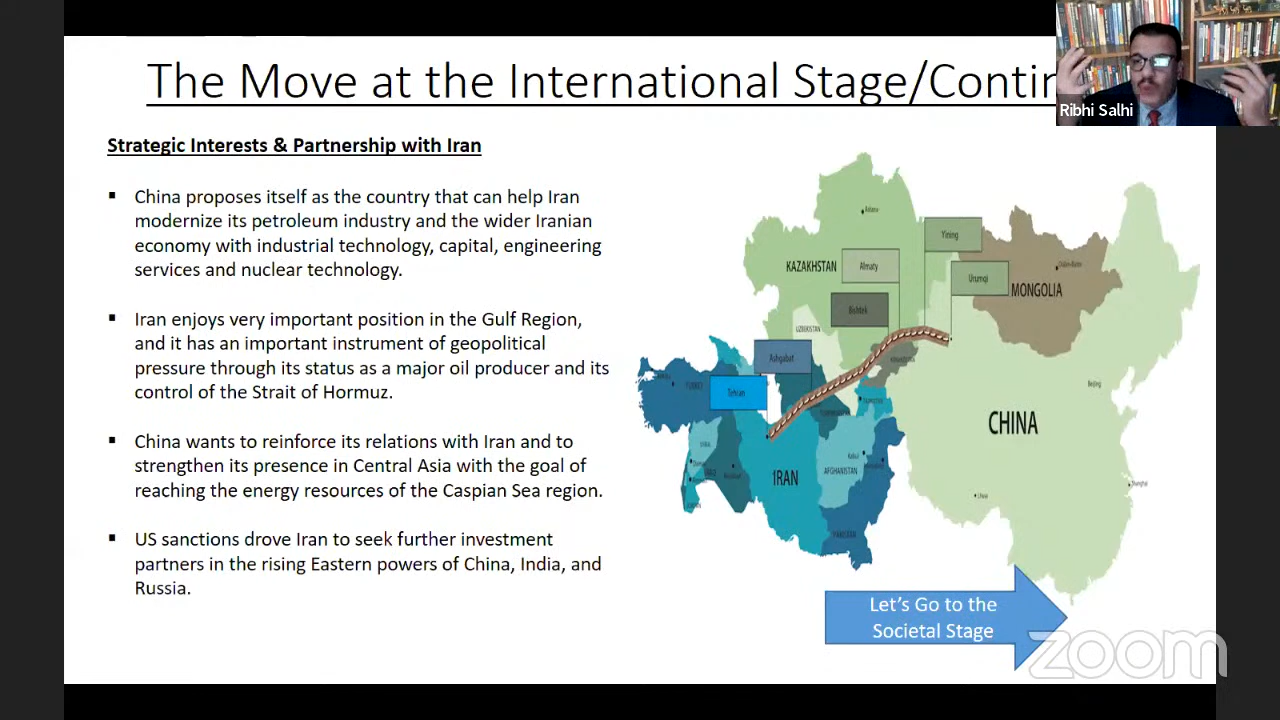 The Move at the International Stage/Contin
Ribhi Salhi
Strategic Interests & Partnership with Iran
▪ China proposes itself as the country that can help Iran
modernize its petroleum industry and the wider Iranian
economy with industrial technology, capital, engineering
services and nuclear technology.
▪ Iran enjoys very important position in the Gulf Region,
and it has an important instrument of geopolitical
pressure through its status as a major oil producer and its
control of the Strait of Hormuz.
▪ China wants to reinforce its relations with Iran and to
strengthen its presence in Central Asia with the goal of
reaching the energy resources of the Caspian Sea region.
▪ US sanctions drove Iran to seek further investment
partners in the rising Eastern powers of China, India, and
Russia.
Astana
Yining
KAZAKHSTAN
Almaty
Urumqi
MONGOLIA
Bishkek
UZBEKISTAN
Ashgabat
Tehran
Beijing
CHINA
IRAN
AFGHANISTAN
Kabul
Shanghai
Lhasa
PAKISTAN
Let's Go to the
Societal Stage
zoom